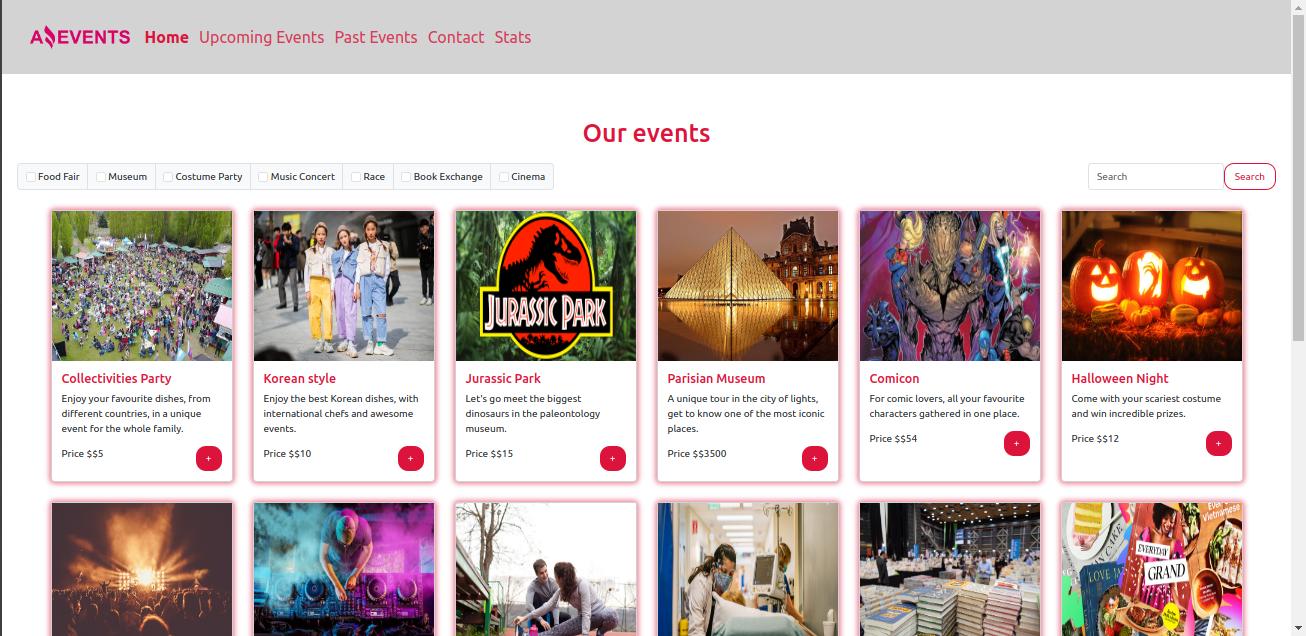 A EVENTS Home Upcoming Events Past Events Contact Stats
Our events
Food Fair Museum Costume Party Music Concert Race Book Exchange Cinema Search Search
JURASSIC PARK
Collectivities Party
Enjoy your favourite dishes, from
different countries, in a unique
event for the whole family.
Price $$5
+
Korean style
Enjoy the best Korean dishes, with
international chefs and awesome
events.
Price $$10
+
Jurassic Park
Let's go meet the biggest
dinosaurs in the paleontology
museum.
Price $$15
+
Parisian Museum
A unique tour in the city of lights,
get to know one of the most iconic
places.
Price $$3500
+
Comicon
For comic lovers, all your favourite
characters gathered in one place.
Price $$54
+
Halloween Night
Come with your scariest costume
and win incredible prizes.
Price $$12
+
Vietnamese
CAKE
EVERYDAY
GRAND